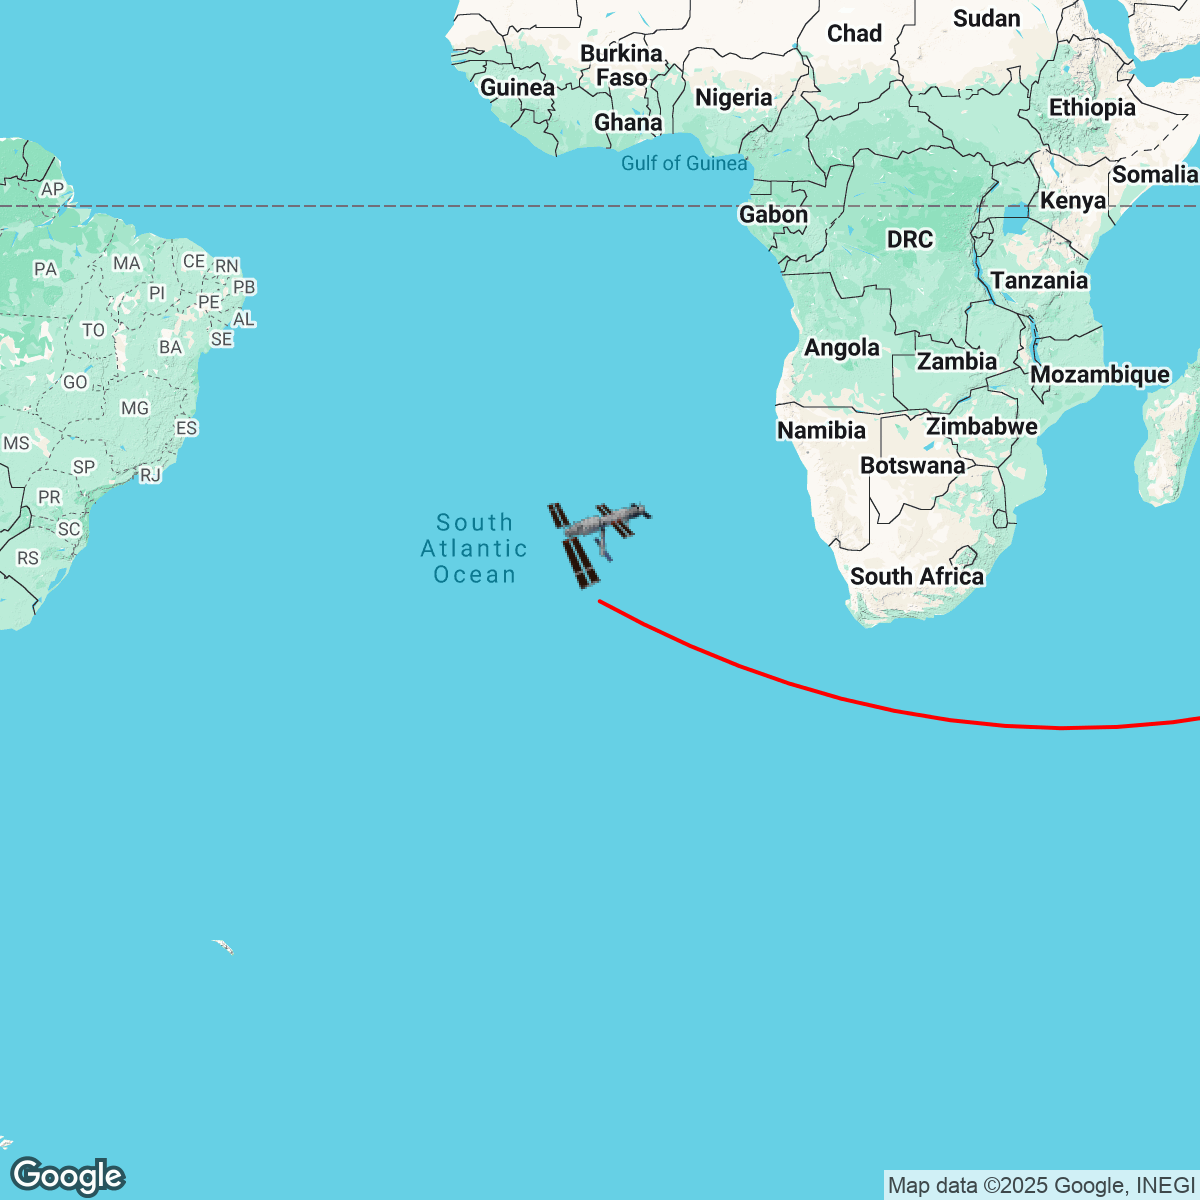 Sudan
Chad
Burkina
Faso
Guinea
Nigeria
Ethiopia
Ghana
Gulf of Guinea
Somalia
AP
Kenya
Gabon
DRC
MA
CE
RN
PA
Tanzania
PI
PE
PB
AL
TO
SE
BA
Angola
Zambia
Mozambique
GO
MG
ES
Zimbabwe
Namibia
MS
SP
RJ
Botswana
PR
SC
South
Atlantic
Ocean
RS
South Africa
Google
Map data ©2025 Google, INEGI